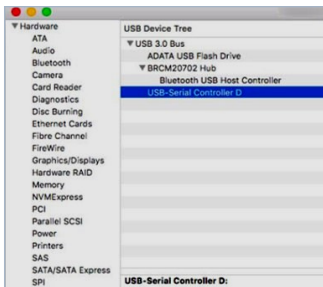 Hardware
ATA
Audio
Bluetooth
Camera
Card Reader
Diagnostics
Disc Burning
Ethernet Cards
Fibre Channel
FireWire
Graphics/Displays
Hardware RAID
Memory
NVMExpress
PCI
Parallel SCSI
Power
Printers
SAS
SATA/SATA Express
SPI
USB Device Tree
USB 3.0 Bus
ADATA USB Flash Drive
BRCM20702 Hub
Bluetooth USB Host Controller
USB-Serial Controller D
USB-Serial Controller D: